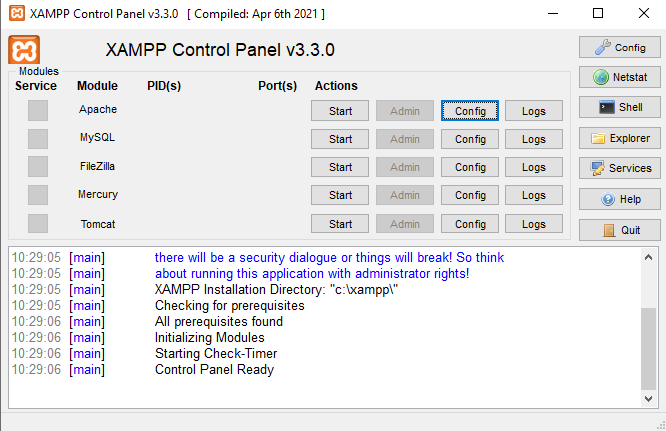 XAMPP Control Panel v3.3.0 [ Compiled: Apr 6th 2021 ]
XAMPP Control Panel v3.3.0
Config
Modules
Service Module PID(s) Port(s) Actions
Netstat
Apache Start Admin Config Logs
Shell
MySQL Start Admin Config Logs
Explorer
FileZilla Start Admin Config Logs
Services
Mercury Start Admin Config Logs
Help
Tomcat Start Admin Config Logs
Quit
10:29:05 [main] there will be a security dialogue or things will break! So think
10:29:05 [main] about running this application with administrator rights!
10:29:05 [main] XAMPP Installation Directory: "c:\xampp\"
10:29:05 [main] Checking for prerequisites
10:29:06 [main] All prerequisites found
10:29:06 [main] Initializing Modules
10:29:06 [main] Starting Check-Timer
10:29:06 [main] Control Panel Ready